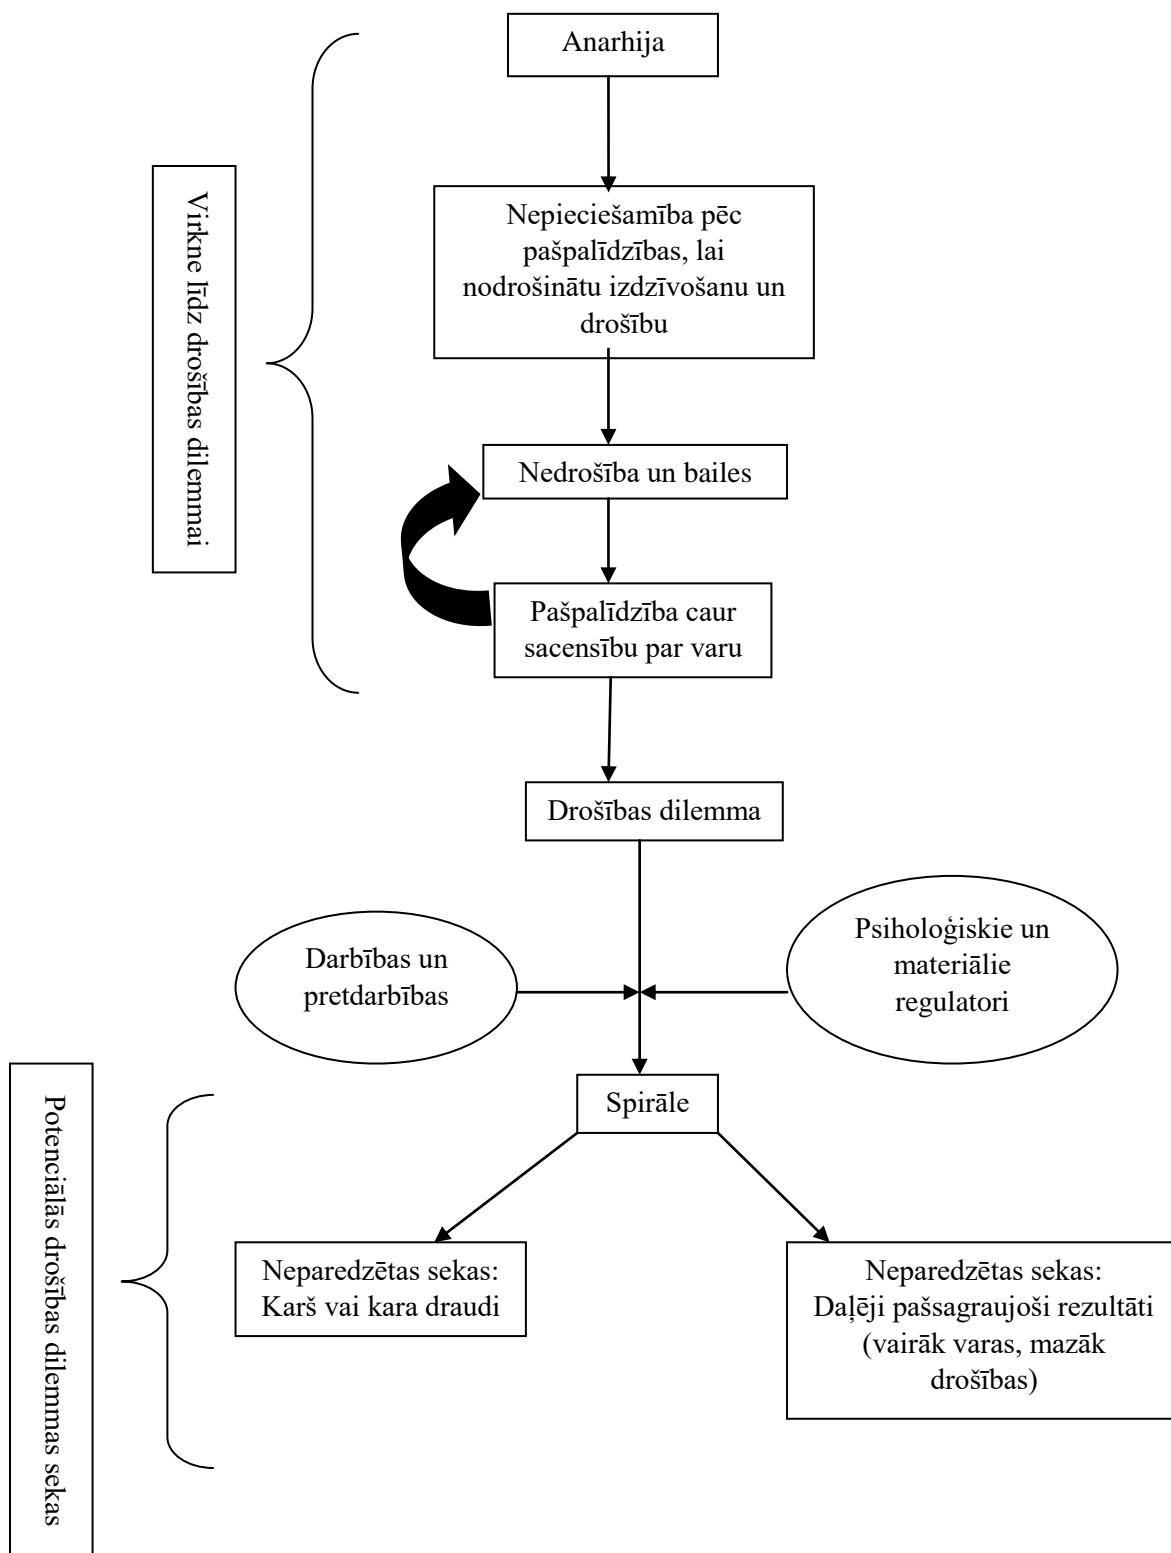 Anarhija
Virkne līdz drošības dilemmai
Nepieciešamība pēc
pašpalīdzības, lai
nodrošinātu izdzīvošanu un
drošību
Nedrošība un bailes
Pašpalīdzība caur
sacensību par varu
Drošības dilemma
Darbības un
pretdarbības
Psiholoģiskie un
materiālie
regulatori
Potenciālās drošības dilemmas sekas
Spirāle
Neparedzētas sekas:
Karš vai kara draudi
Neparedzētas sekas:
Daļēji pašsagraujoši rezultāti
(vairāk varas, mazāk
drošības)